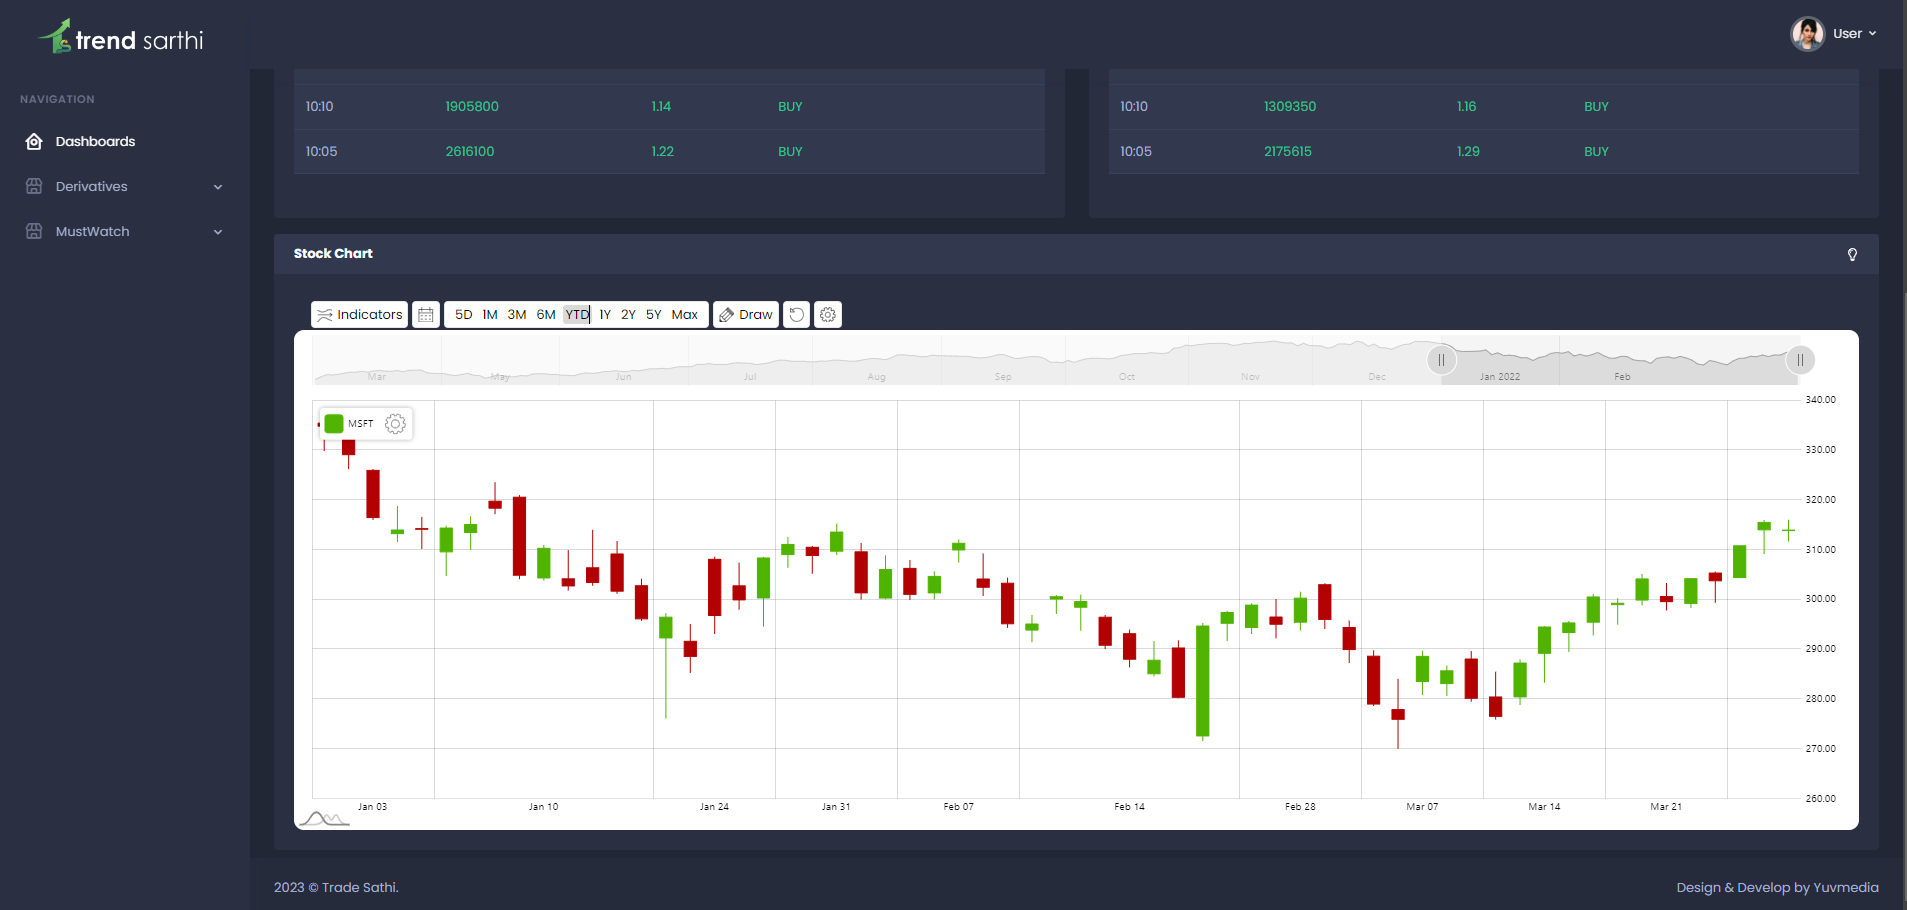 trend sarthi
User
NAVIGATION
Dashboards
Derivatives
MustWatch
10:10 1905800 1.14 BUY
10:05 2616100 1.22 BUY
10:10 1309350 1.16 BUY
10:05 2175615 1.29 BUY
Stock Chart
Indicators 5D 1M 3M 6M YTD 1Y 2Y 5Y Max Draw
Mar May Jun Jul Aug Sep Oct Nov Dec Jan 2022 Feb
MSFT
340.00
330.00
320.00
310.00
300.00
290.00
280.00
270.00
260.00
Jan 03 Jan 10 Jan 24 Jan 31 Feb 07 Feb 14 Feb 28 Mar 07 Mar 14 Mar 21
2023 © Trade Sathi.
Design & Develop by Yuvmedia